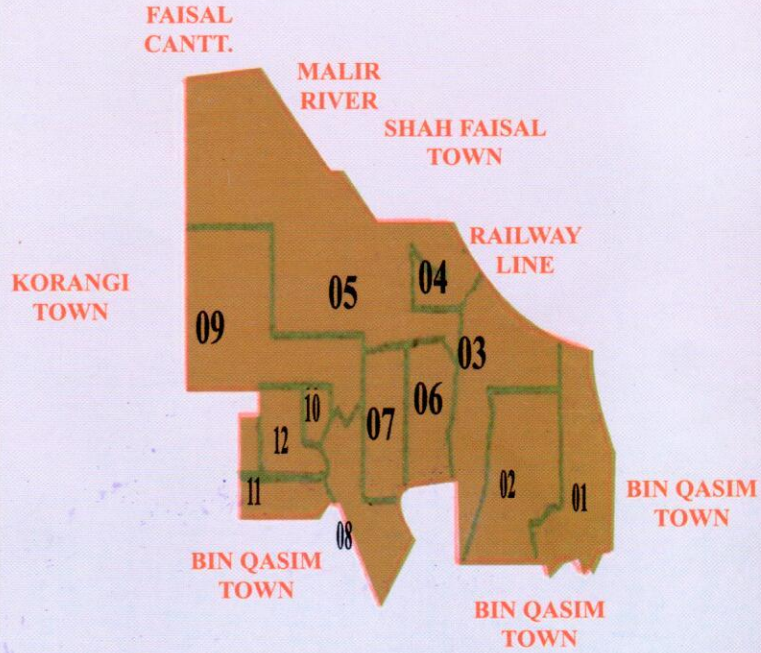 FAISAL
CANTT.
MALIR
RIVER
SHAH FAISAL
TOWN
RAILWAY
LINE
KORANGI
TOWN
04
05
09
03
10
06
07
12
02
11
01
08
BIN QASIM
TOWN
BIN QASIM
TOWN
BIN QASIM
TOWN